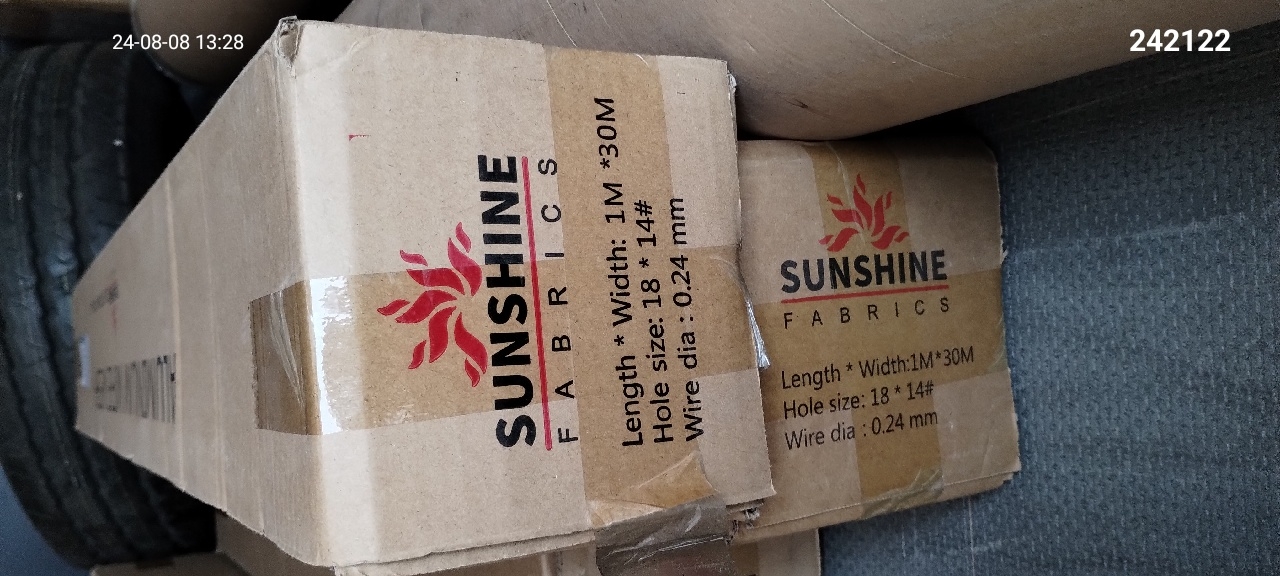 24-08-08 13:28
242122
SUNSHINE
FABRICS
Length * Width: 1M *30M
Hole size: 18 * 14#
Wire dia : 0.24 mm
SUNSHINE
FABRICS
Length * Width:1M*30M
Hole size: 18 * 14#
Wire dia : 0.24 mm